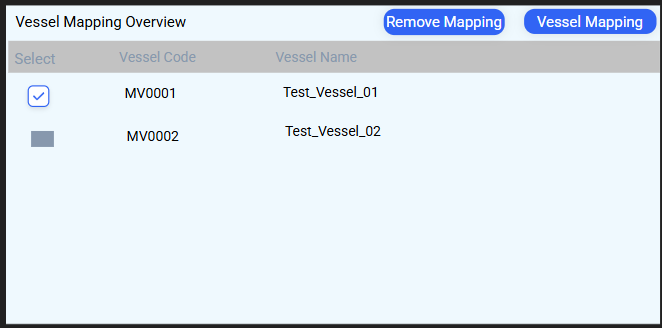 Vessel Mapping Overview Remove Mapping Vessel Mapping
Select Vessel Code Vessel Name
MV0001 Test_Vessel_01
MV0002 Test_Vessel_02